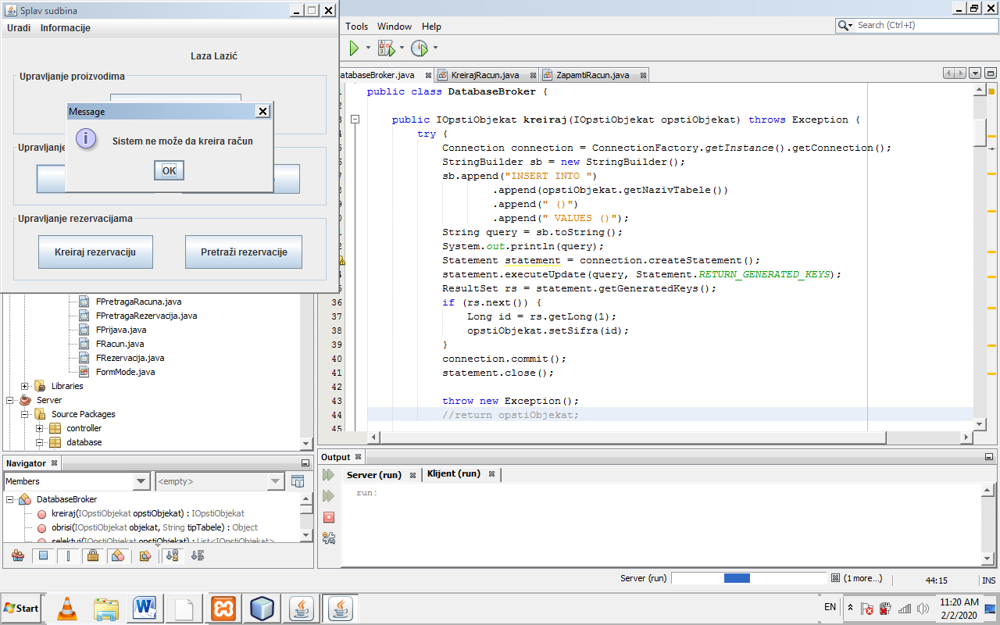 Splav sudbina
Uradi Informacije
Laza Lazić
Upravljanje proizvodima
Message
Sistem ne može da kreira račun
OK
Upravljanje
Upravljanje rezervacijama
Kreiraj rezervaciju
Pretraži rezervacije
Tools Window Help
Search (Ctrl+I)
atabaseBroker.java
KreirajRacun.java
ZapamtiRacun.java
public class DatabaseBroker {
public IOpstiObjekat kreiraj(IOpstiObjekat opstiObjekat) throws Exception {
try {
Connection connection = ConnectionFactory.getInstance().getConnection();
StringBuilder sb = new StringBuilder();
sb.append("INSERT INTO ")
.append(opstiObjekat.getNazivTabele())
.append(" ()")
.append(" VALUES ()");
String query = sb.toString();
System.out.println(query);
Statement statement = connection.createStatement();
statement.executeUpdate(query, Statement.RETURN_GENERATED_KEYS);
ResultSet rs = statement.getGeneratedKeys();
36 if (rs.next()) {
37 Long id = rs.getLong(1);
38 opstiObjekat.setSifra(id);
39 }
40 connection.commit();
41 statement.close();
42
43 throw new Exception();
44 //return opstiObjekat;
45
FPretragaRacuna.java
FPretragaRezervacija.java
FPrijava.java
FRacun.java
FRezervacija.java
FormMode.java
Libraries
Server
Source Packages
controller
database
Navigator
Members
<empty>
DatabaseBroker
kreiraj(IOpstiObjekat opstiObjekat) : IOpstiObjekat
obrisi(IOpstiObjekat objekat, String tipTabele) : Object
selektuj(IOpstiObjekat opstiObjekat) : List<IOpstiObjekat>
Output
Server (run)
Klijent (run)
run:
Server (run)
(1 more...)
44:15
INS
Start
EN
11:20 AM
2/2/2020